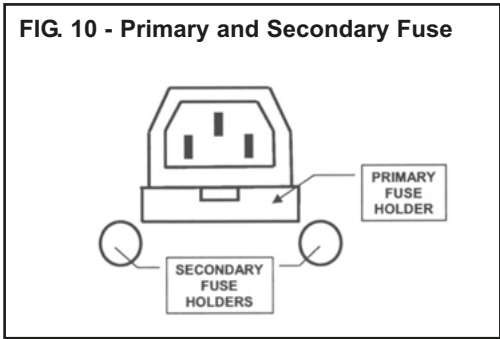 FIG. 10 - Primary and Secondary Fuse
PRIMARY
FUSE
HOLDER
SECONDARY
FUSE
HOLDERS